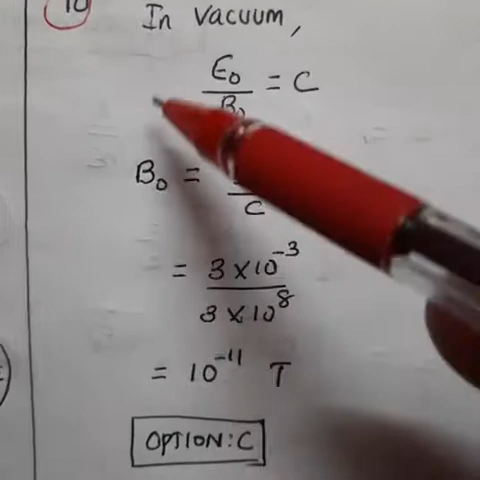 10
In Vacuum,
E₀/B₀ = C
B₀ = /C
= 3×10⁻³/3×10⁸
= 10⁻¹¹ T
OPTION: C